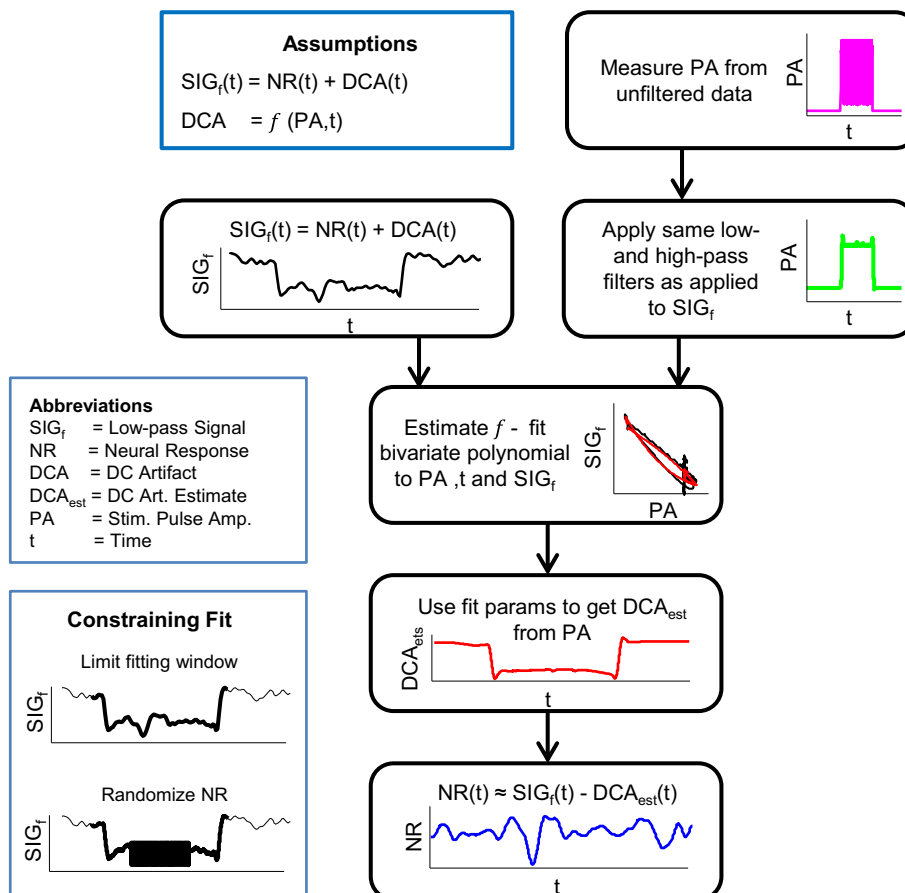 Assumptions
SIGf(t) = NR(t) + DCA(t)
DCA = f (PA,t)
Measure PA from
unfiltered data
PA
t
SIGf(t) = NR(t) + DCA(t)
SIGf
t
Apply same low-
and high-pass
filters as applied
to SIGf
PA
t
Abbreviations
SIGf = Low-pass Signal
NR = Neural Response
DCA = DC Artifact
DCAest = DC Art. Estimate
PA = Stim. Pulse Amp.
t = Time
Estimate f - fit
bivariate polynomial
to PA ,t and SIGf
SIGf
PA
Use fit params to get DCAest
from PA
DCAets
t
Constraining Fit
Limit fitting window
SIGf
Randomize NR
SIGf
NR(t) ≈ SIGf(t) - DCAest(t)
NR
t